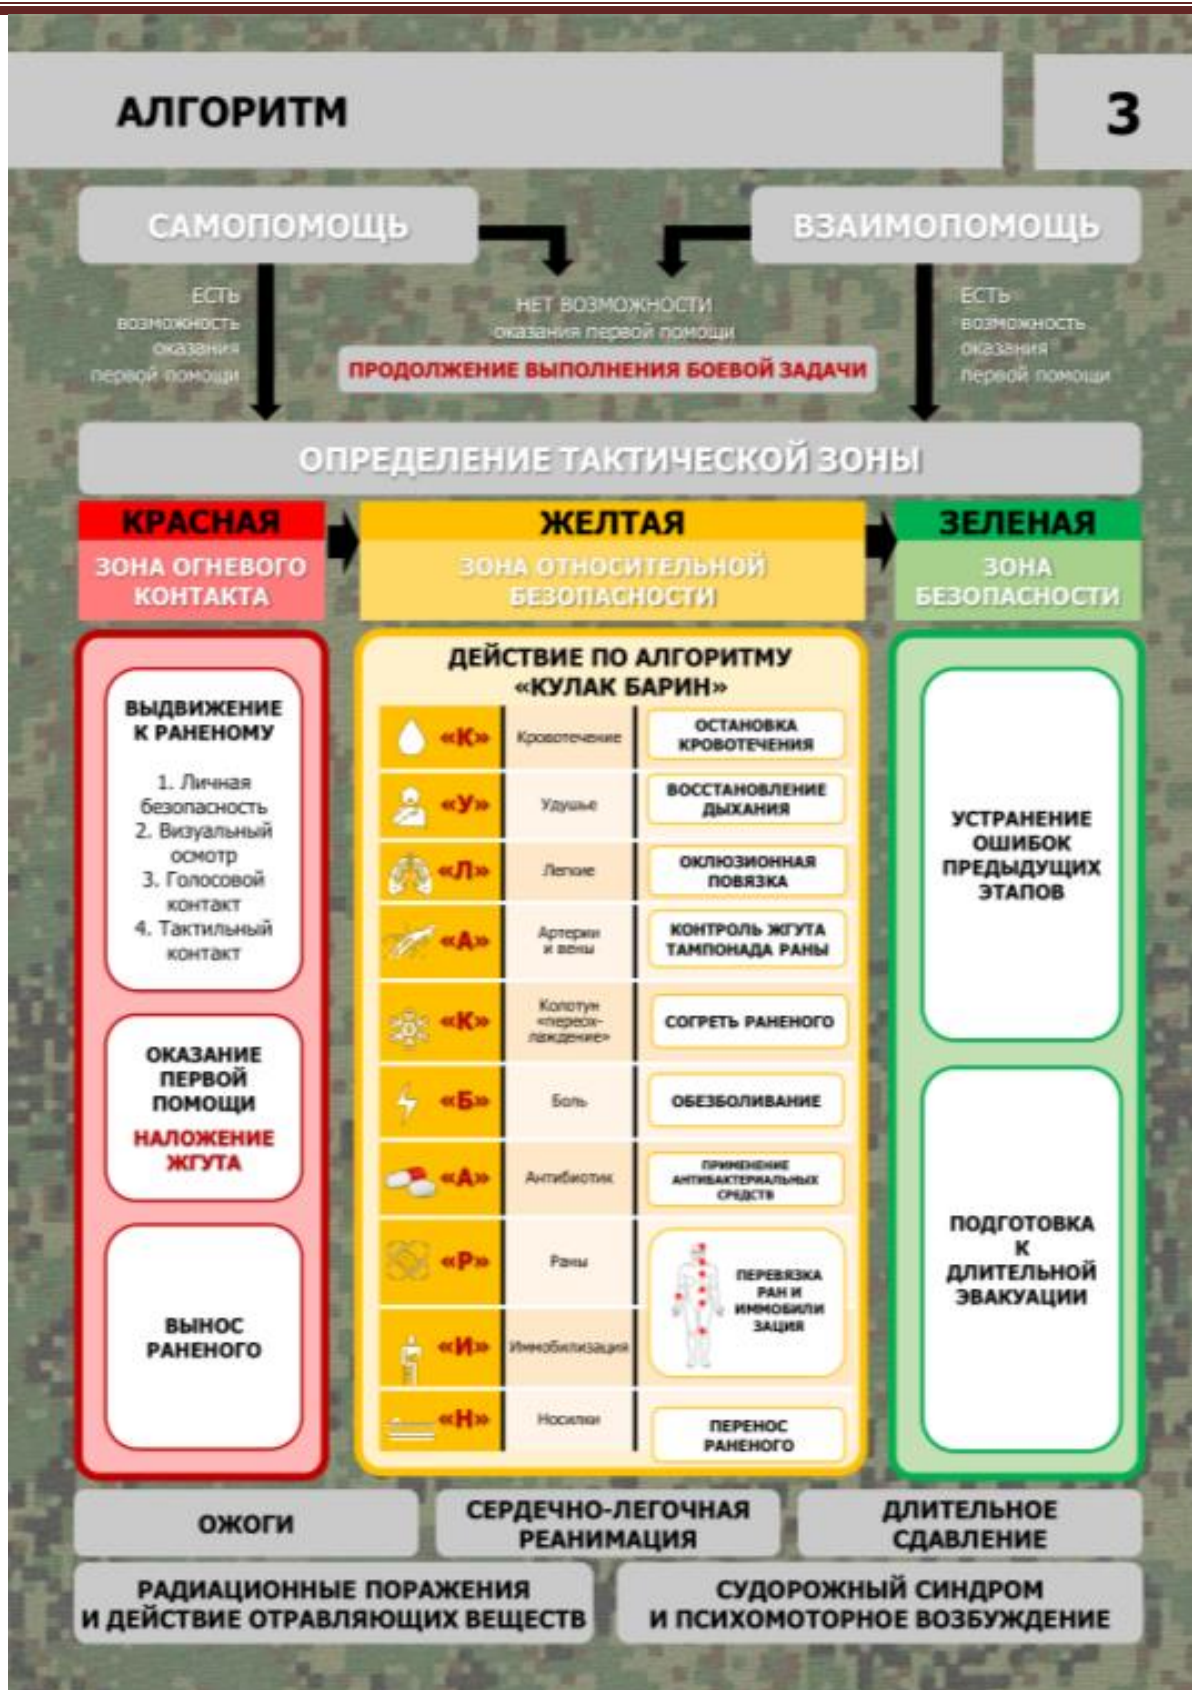 АЛГОРИТМ
3
САМОПОМОЩЬ
ВЗАИМОПОМОЩЬ
ЕСТЬ
возможность
оказания
первой помощи
НЕТ ВОЗМОЖНОСТИ
оказания первой помощи
ПРОДОЛЖЕНИЕ ВЫПОЛНЕНИЯ БОЕВОЙ ЗАДАЧИ
ЕСТЬ
возможность
оказания
первой помощи
ОПРЕДЕЛЕНИЕ ТАКТИЧЕСКОЙ ЗОНЫ
КРАСНАЯ
ЗОНА ОГНЕВОГО
КОНТАКТА
ЖЕЛТАЯ
ЗОНА ОТНОСИТЕЛЬНОЙ
БЕЗОПАСНОСТИ
ЗЕЛЕНАЯ
ЗОНА
БЕЗОПАСНОСТИ
ВЫДВИЖЕНИЕ
К РАНЕНОМУ
1. Личная
безопасность
2. Визуальный
осмотр
3. Голосовой
контакт
4. Тактильный
контакт
ОКАЗАНИЕ
ПЕРВОЙ
ПОМОЩИ
НАЛОЖЕНИЕ
ЖГУТА
ВЫНОС
РАНЕНОГО
ДЕЙСТВИЕ ПО АЛГОРИТМУ
«КУЛАК БАРИН»
«К»
Кровотечение
ОСТАНОВКА
КРОВОТЕЧЕНИЯ
«У»
Удушье
ВОССТАНОВЛЕНИЕ
ДЫХАНИЯ
«Л»
Легкие
ОКЛЮЗИОННАЯ
ПОВЯЗКА
«А»
Артерии
и вены
КОНТРОЛЬ ЖГУТА
ТАМПОНАДА РАНЫ
«К»
Колотун
«переох-
лаждение»
СОГРЕТЬ РАНЕНОГО
«Б»
Боль
ОБЕЗБОЛИВАНИЕ
«А»
Антибиотик
ПРИМЕНЕНИЕ
АНТИБАКТЕРИАЛЬНЫХ
СРЕДСТВ
«Р»
Раны
ПЕРЕВЯЗКА
РАН И
ИММОБИЛИ
ЗАЦИЯ
«И»
Иммобилизация
«Н»
Носилки
ПЕРЕНОС
РАНЕНОГО
УСТРАНЕНИЕ
ОШИБОК
ПРЕДЫДУЩИХ
ЭТАПОВ
ПОДГОТОВКА
К
ДЛИТЕЛЬНОЙ
ЭВАКУАЦИИ
ОЖОГИ
СЕРДЕЧНО-ЛЕГОЧНАЯ
РЕАНИМАЦИЯ
ДЛИТЕЛЬНОЕ
СДАВЛЕНИЕ
РАДИАЦИОННЫЕ ПОРАЖЕНИЯ
И ДЕЙСТВИЕ ОТРАВЛЯЮЩИХ ВЕЩЕСТВ
СУДОРОЖНЫЙ СИНДРОМ
И ПСИХОМОТОРНОЕ ВОЗБУЖДЕНИЕ